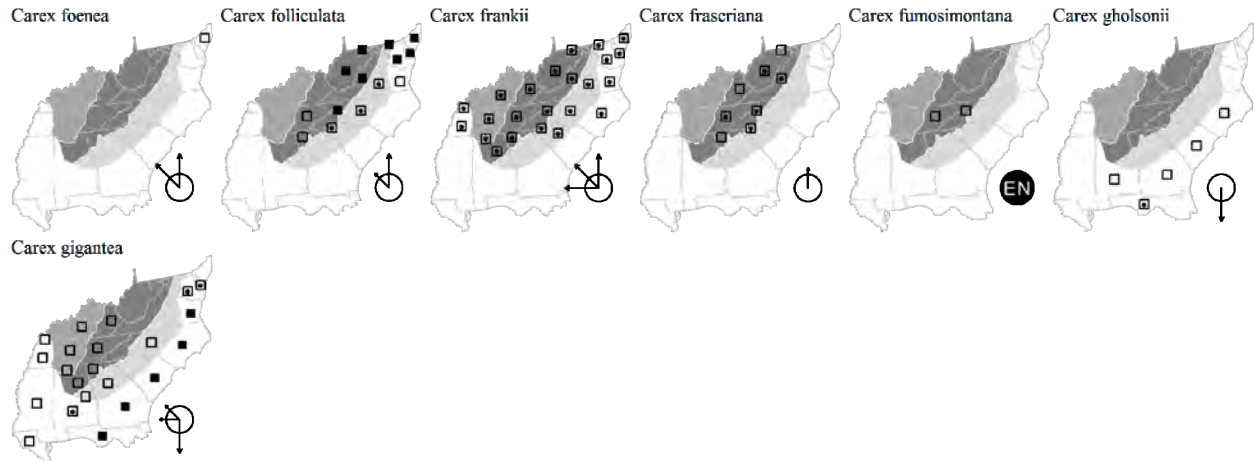 Carex foenea
Carex folliculata
Carex frankii
Carex fraseriana
Carex fumosimontana
Carex gholsonii
EN
Carex gigantea